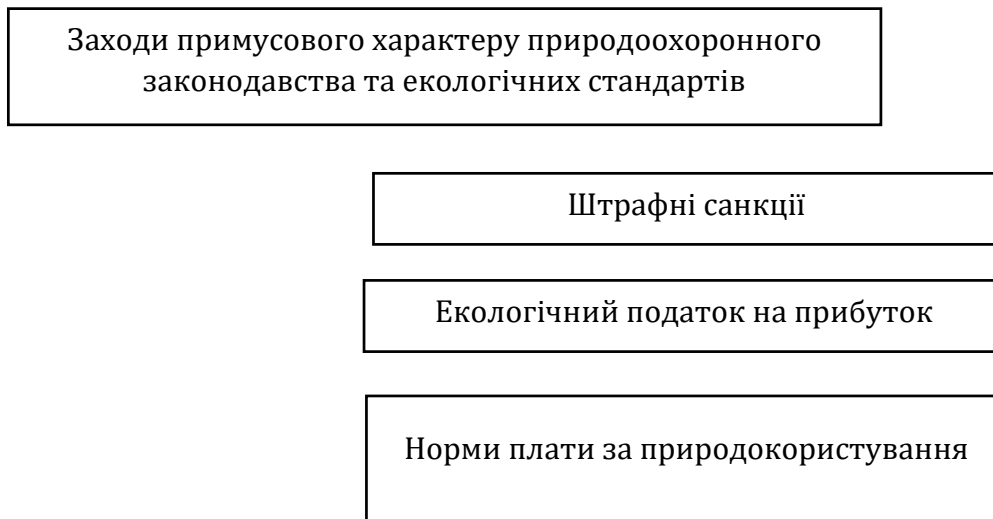 Заходи примусового характеру природоохоронного
законодавства та екологічних стандартів
Штрафні санкції
Екологічний податок на прибуток
Норми плати за природокористування